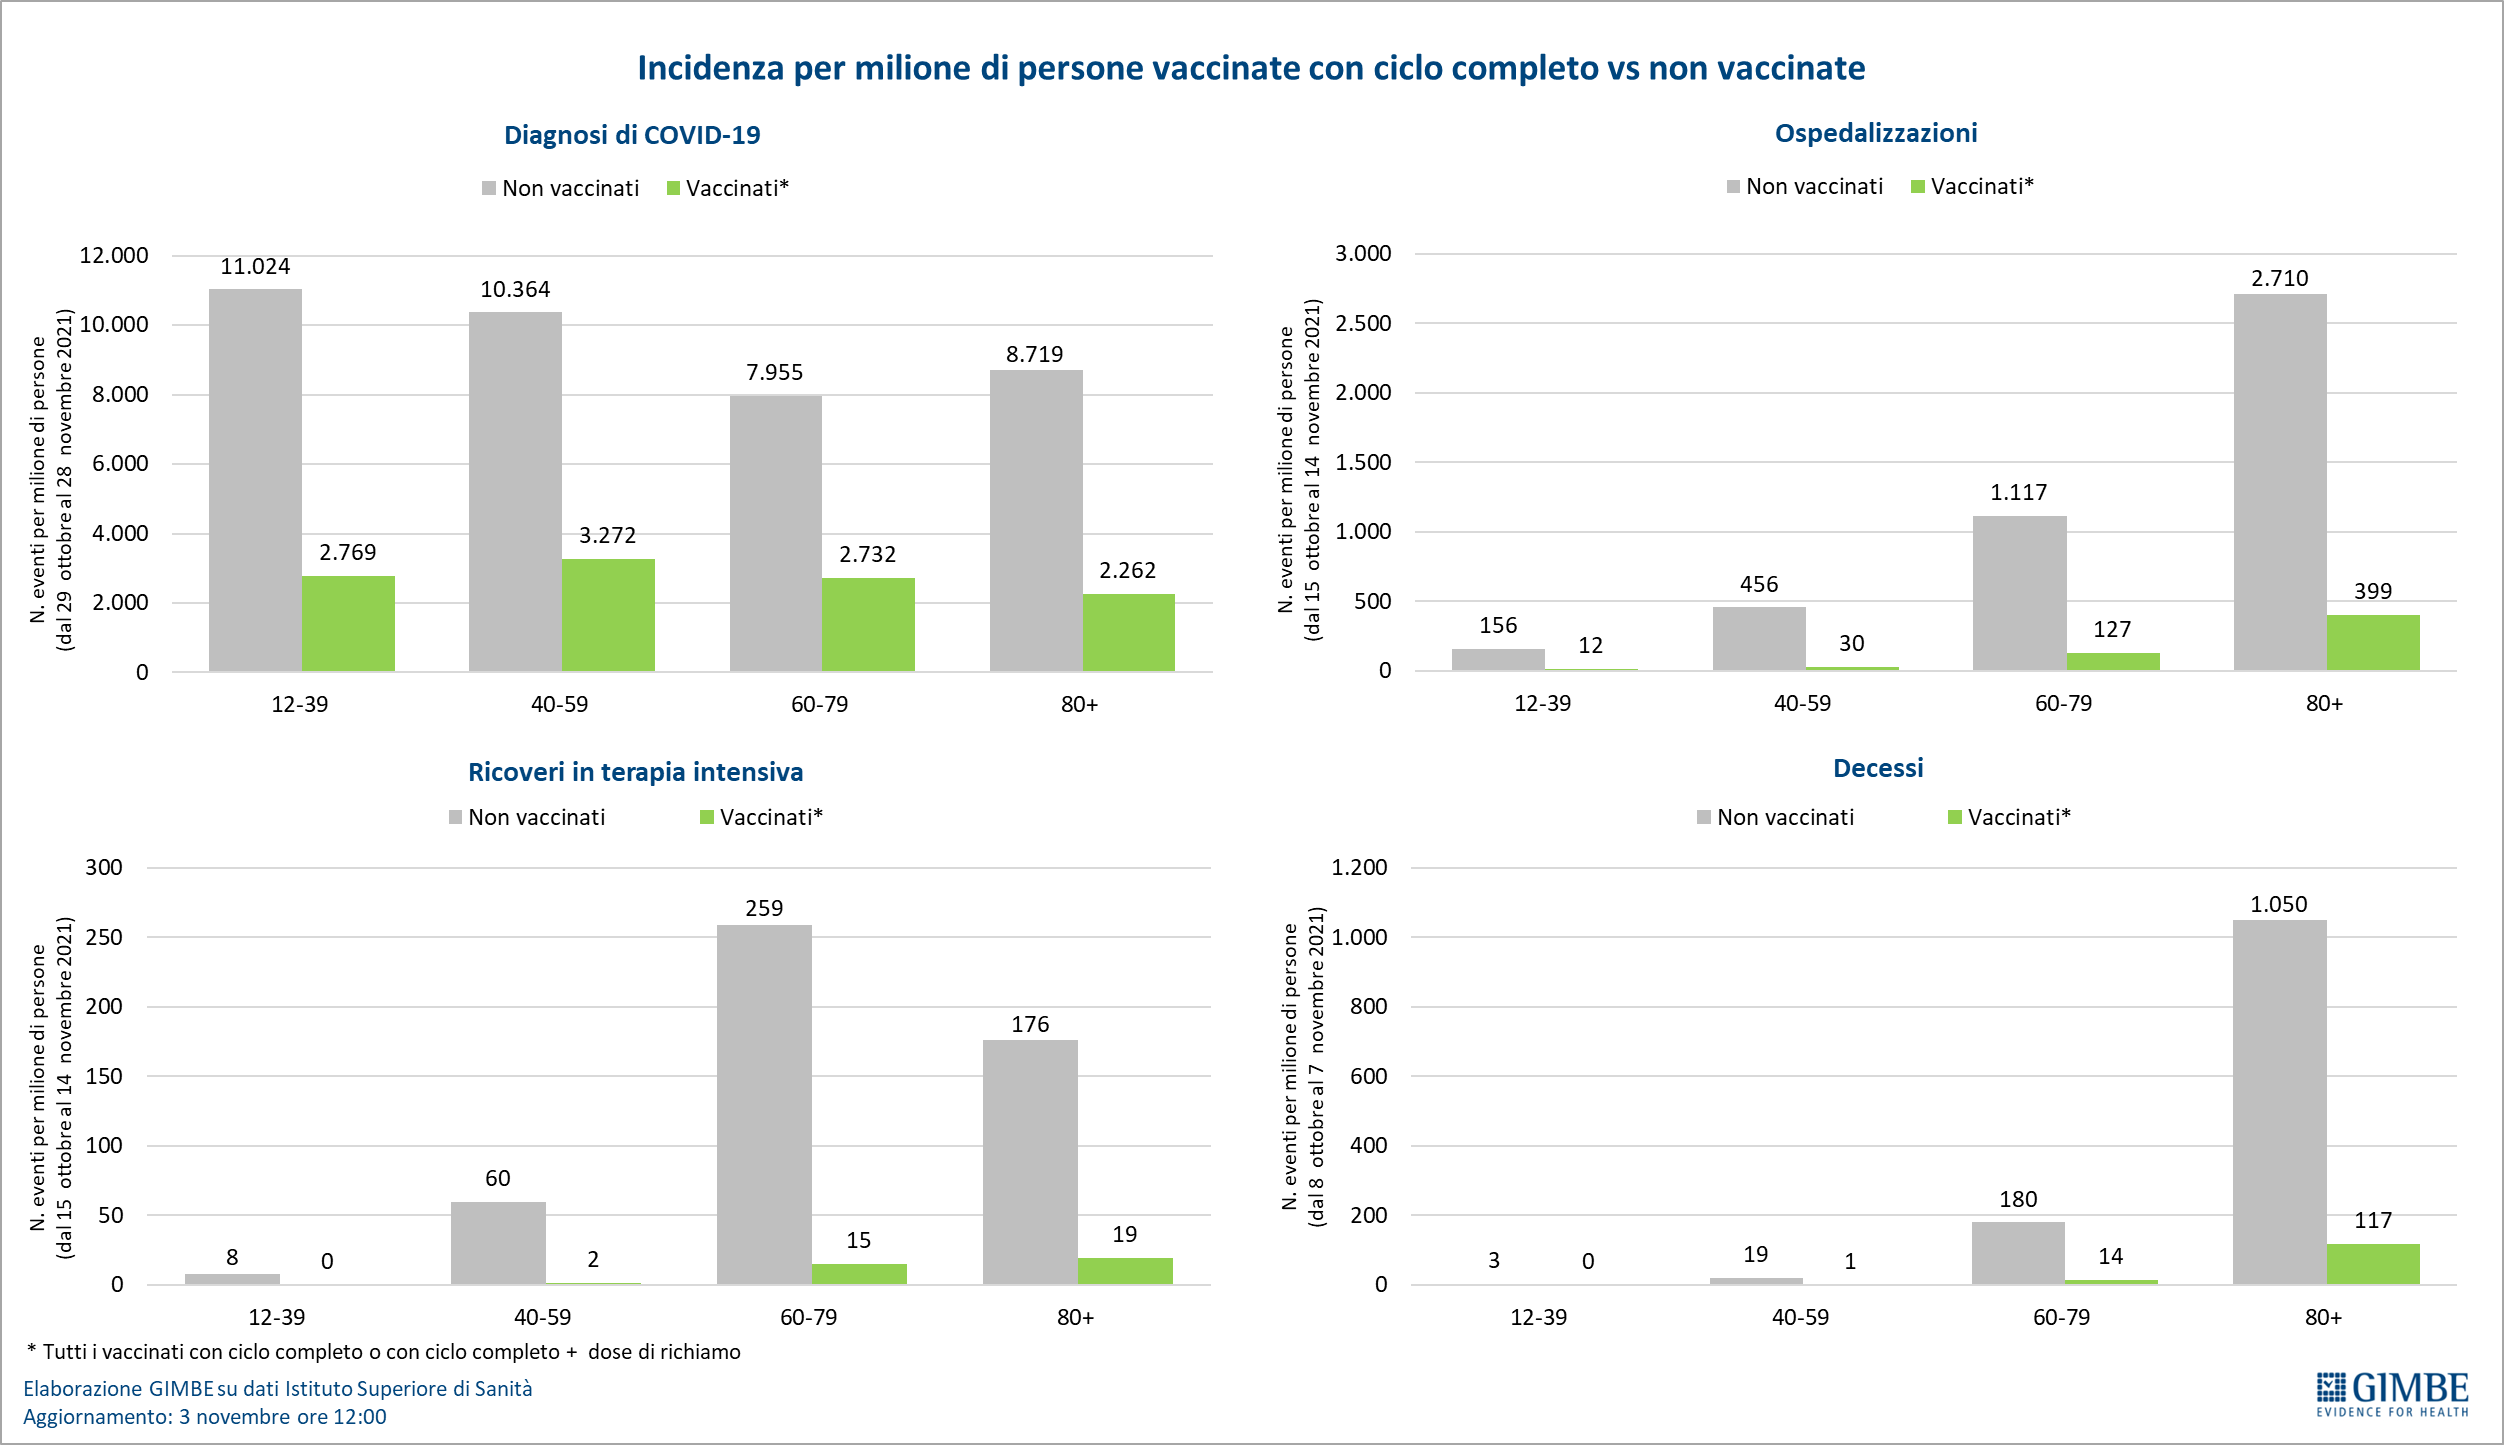 Incidenza per milione di persone vaccinate con ciclo completo vs non vaccinate
Diagnosi di COVID-19
Non vaccinati Vaccinati*
N. eventi per milione di persone
(dal 29 ottobre al 28 novembre 2021)
12.000
10.000
8.000
6.000
4.000
2.000
0
11.024
2.769
10.364
3.272
7.955
2.732
8.719
2.262
12-39 40-59 60-79 80+
Ospedalizzazioni
Non vaccinati Vaccinati*
N. eventi per milione di persone
(dal 15 ottobre al 14 novembre 2021)
3.000
2.500
2.000
1.500
1.000
500
0
156
12
456
30
1.117
127
2.710
399
12-39 40-59 60-79 80+
Ricoveri in terapia intensiva
Non vaccinati Vaccinati*
N. eventi per milione di persone
(dal 15 ottobre al 14 novembre 2021)
300
250
200
150
100
50
0
8
0
60
2
259
15
176
19
12-39 40-59 60-79 80+
Decessi
Non vaccinati Vaccinati*
N. eventi per milione di persone
(dal 8 ottobre al 7 novembre 2021)
1.200
1.000
800
600
400
200
0
3
0
19
1
180
14
1.050
117
12-39 40-59 60-79 80+
* Tutti i vaccinati con ciclo completo o con ciclo completo + dose di richiamo
Elaborazione GIMBE su dati Istituto Superiore di Sanità
Aggiornamento: 3 novembre ore 12:00
GIMBE
EVIDENCE FOR HEALTH